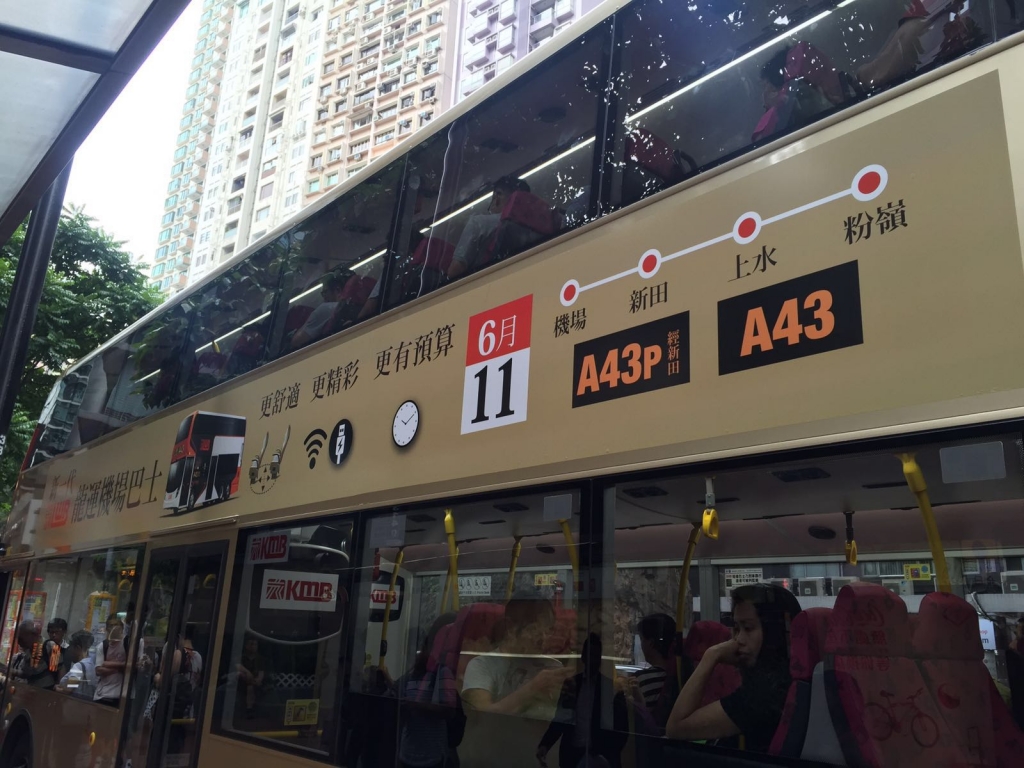 龍運機場巴士
更舒適 更精彩 更有預算
6月
11
機場
新田
上水
粉嶺
A43P 經新田
A43
KMB
KMB
KMB